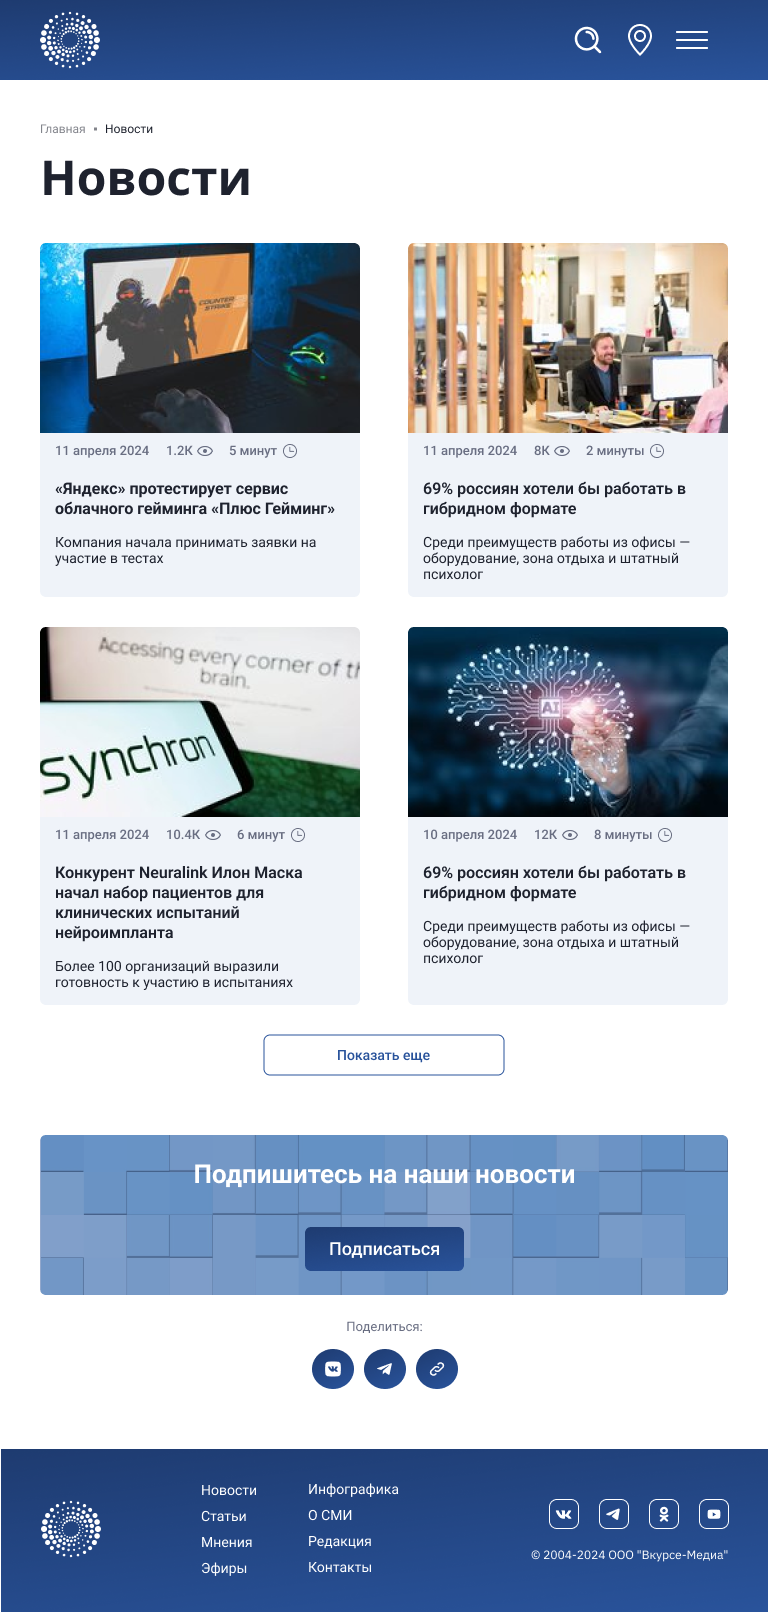 Главная • Новости
Новости
COUNTER
STRIKE
11 апреля 2024 1.2К 5 минут
«Яндекс» протестирует сервис
облачного гейминга «Плюс Гейминг»
Компания начала принимать заявки на
участие в тестах
11 апреля 2024 8К 2 минуты
69% россиян хотели бы работать в
гибридном формате
Среди преимуществ работы из офисы —
оборудование, зона отдыха и штатный
психолог
Accessing every corner of th
brain.
synchron
11 апреля 2024 10.4К 6 минут
Конкурент Neuralink Илон Маска
начал набор пациентов для
клинических испытаний
нейроимпланта
Более 100 организаций выразили
готовность к участию в испытаниях
AI
10 апреля 2024 12К 8 минуты
69% россиян хотели бы работать в
гибридном формате
Среди преимуществ работы из офисы —
оборудование, зона отдыха и штатный
психолог
Показать еще
Подпишитесь на наши новости
Подписаться
Поделиться:
Новости
Статьи
Мнения
Эфиры
Инфографика
О СМИ
Редакция
Контакты
© 2004-2024 ООО "Вкурсе-Медиа"